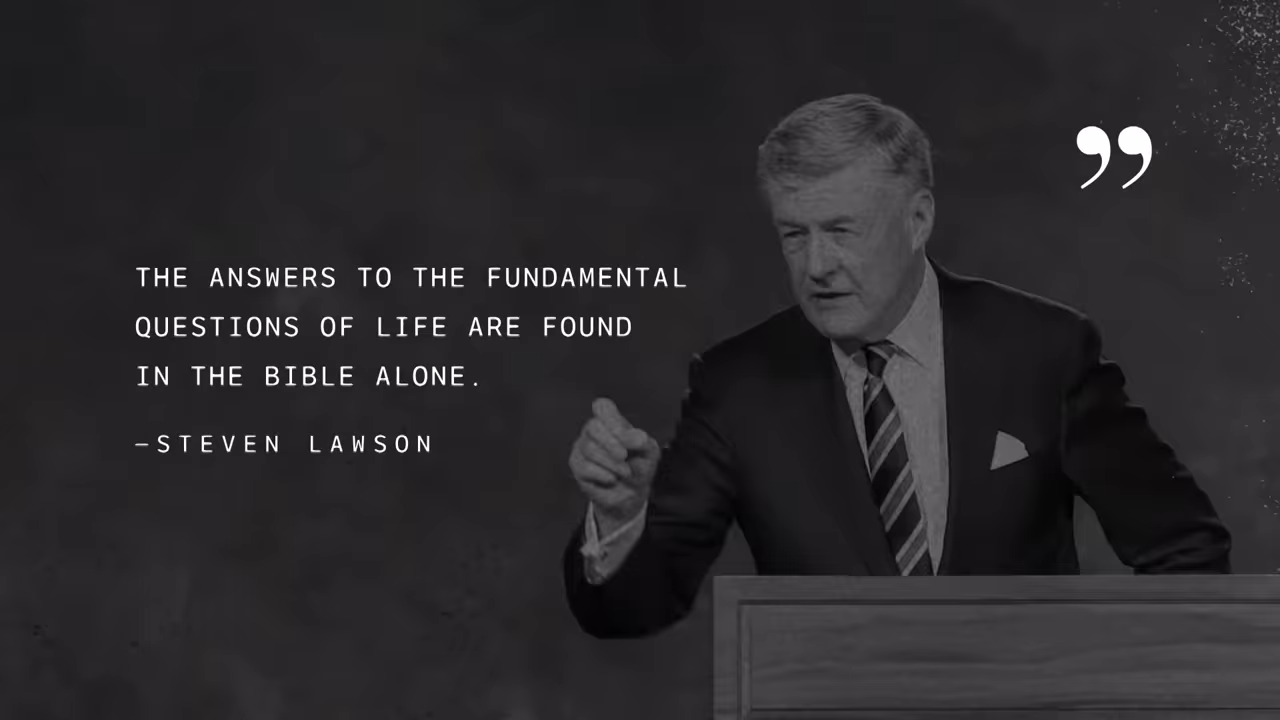 ”
THE ANSWERS TO THE FUNDAMENTAL
QUESTIONS OF LIFE ARE FOUND
IN THE BIBLE ALONE.
—STEVEN LAWSON